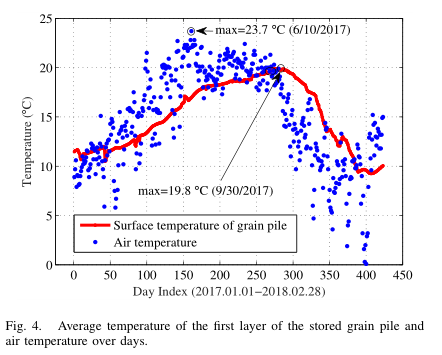 25
max=23.7 °C (6/10/2017)
20
15
Temperature (°C)
10
max=19.8 °C (9/30/2017)
5
Surface temperature of grain pile
Air temperature
0
0 50 100 150 200 250 300 350 400 450
Day Index (2017.01.01−2018.02.28)
Fig. 4. Average temperature of the first layer of the stored grain pile and
air temperature over days.